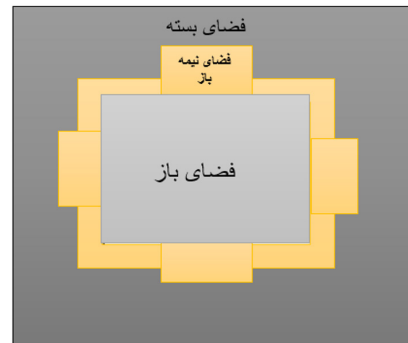 فضای بسته
فضای نیمه
باز
فضای باز